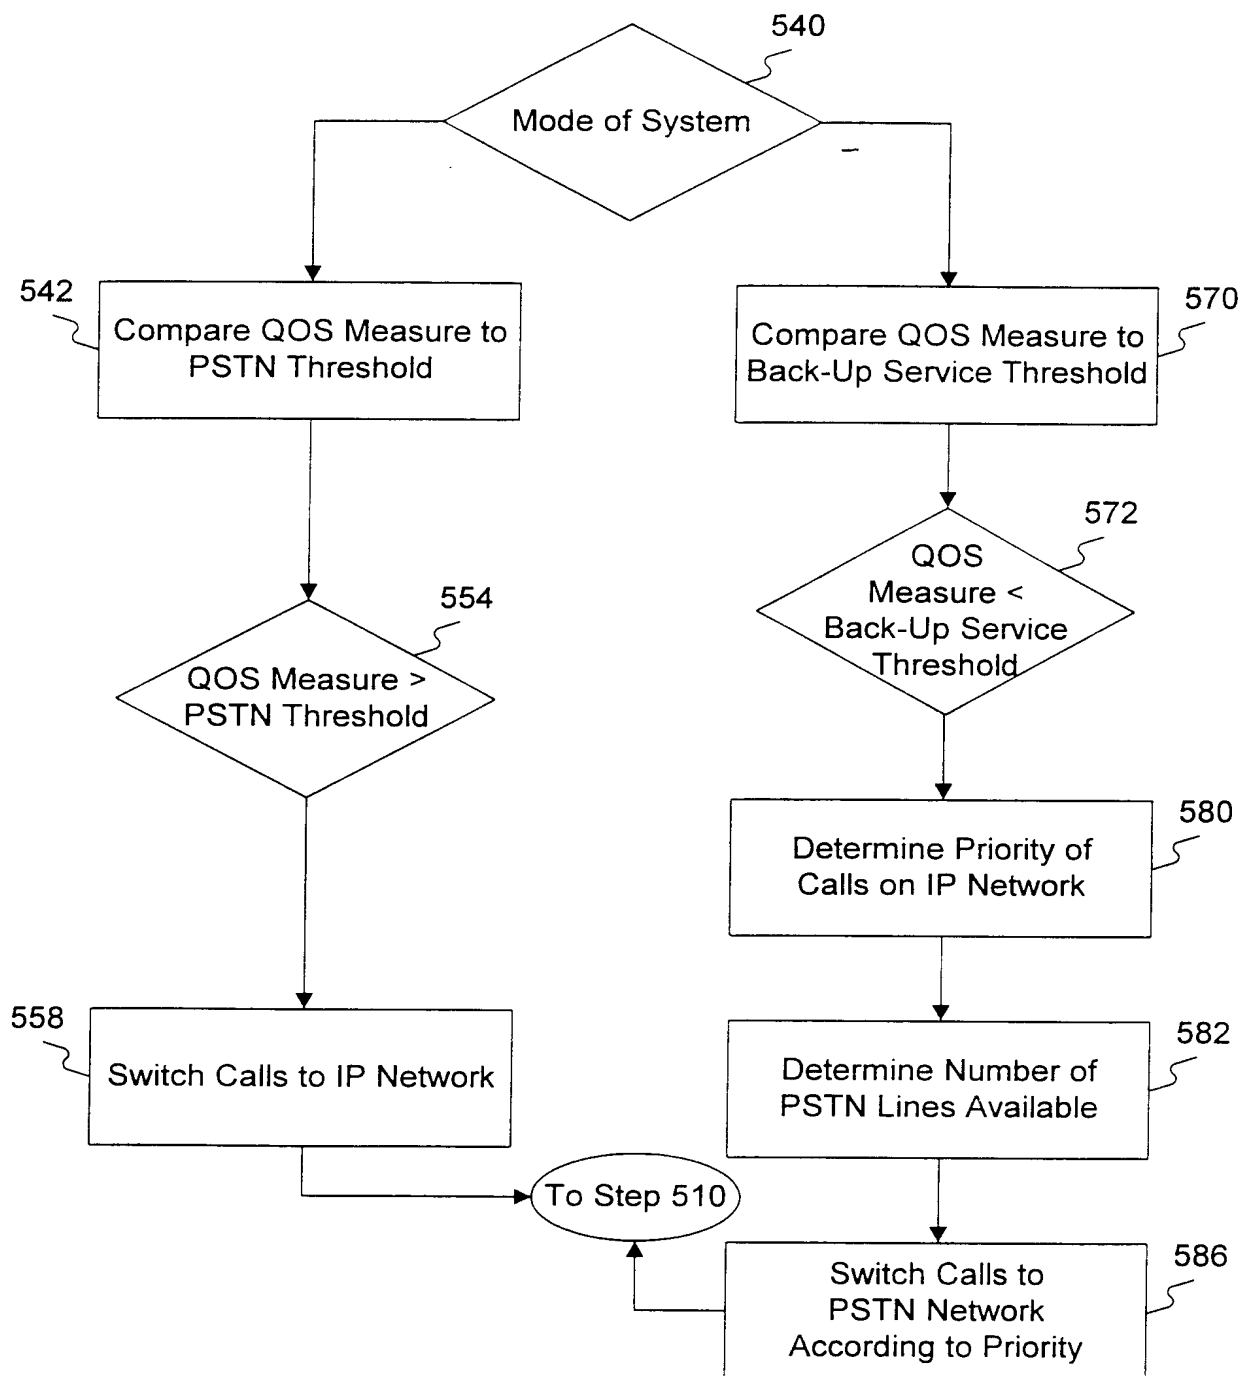 540
Mode of System
542
Compare QOS Measure to
PSTN Threshold
570
Compare QOS Measure to
Back-Up Service Threshold
572
QOS
Measure <
Back-Up Service
Threshold
554
QOS Measure >
PSTN Threshold
580
Determine Priority of
Calls on IP Network
558
Switch Calls to IP Network
582
Determine Number of
PSTN Lines Available
To Step 510
586
Switch Calls to
PSTN Network
According to Priority